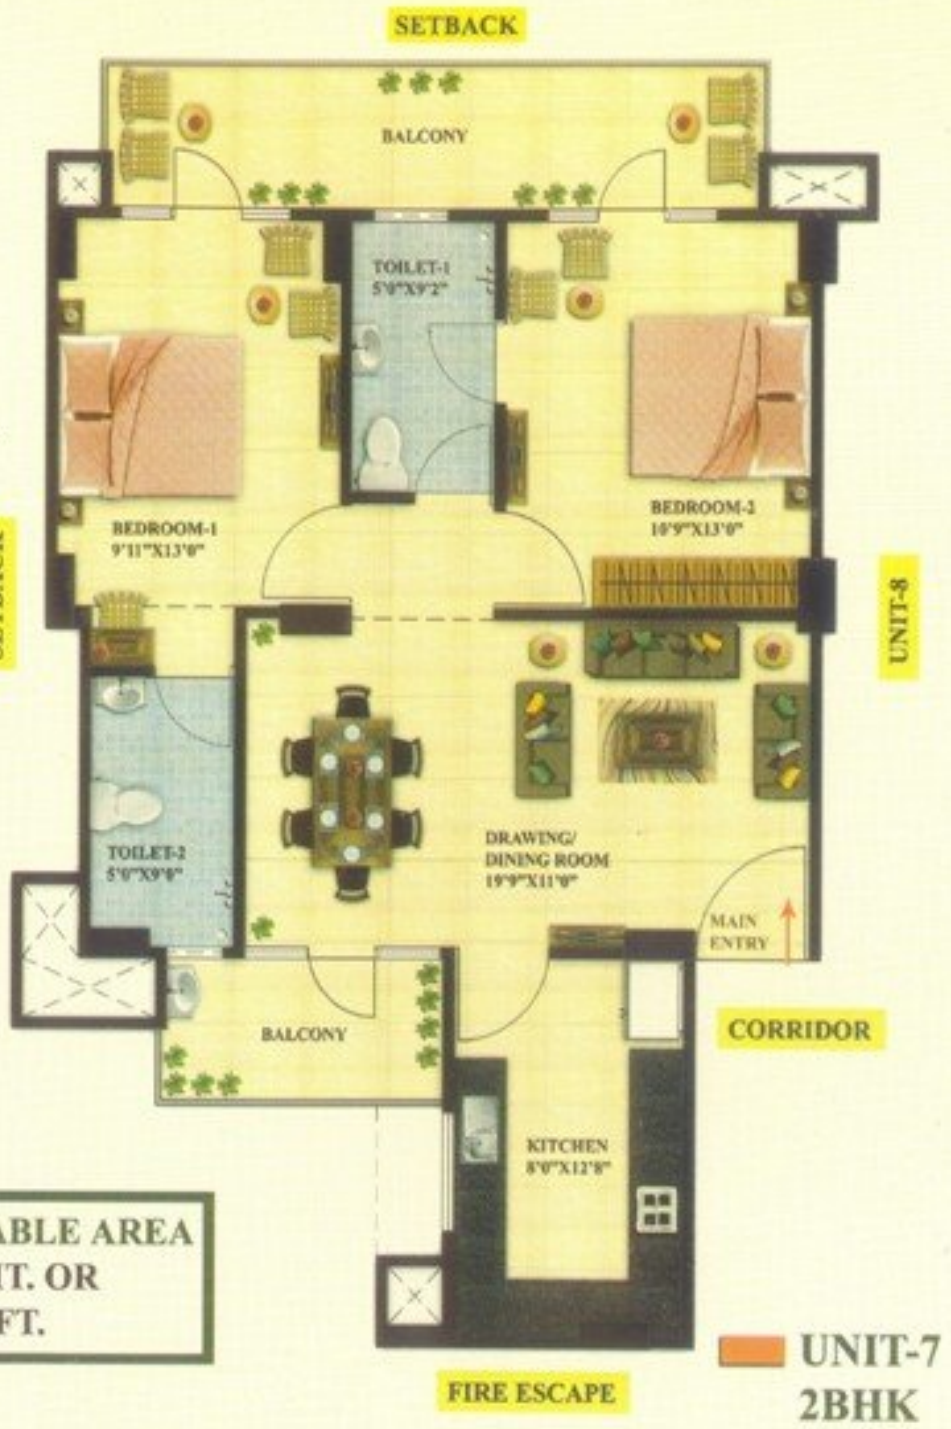 SETBACK
BALCONY
TOILET-1
5'0"X9'2"
BEDROOM-1
9'11"X13'0"
BEDROOM-2
10'9"X13'0"
UNIT-8
TOILET-2
5'0"X9'0"
DRAWING/
DINING ROOM
19'9"X11'0"
MAIN
ENTRY
BALCONY
CORRIDOR
KITCHEN
8'0"X12'8"
AREA
OR
FT.
FIRE ESCAPE
UNIT-7
2BHK